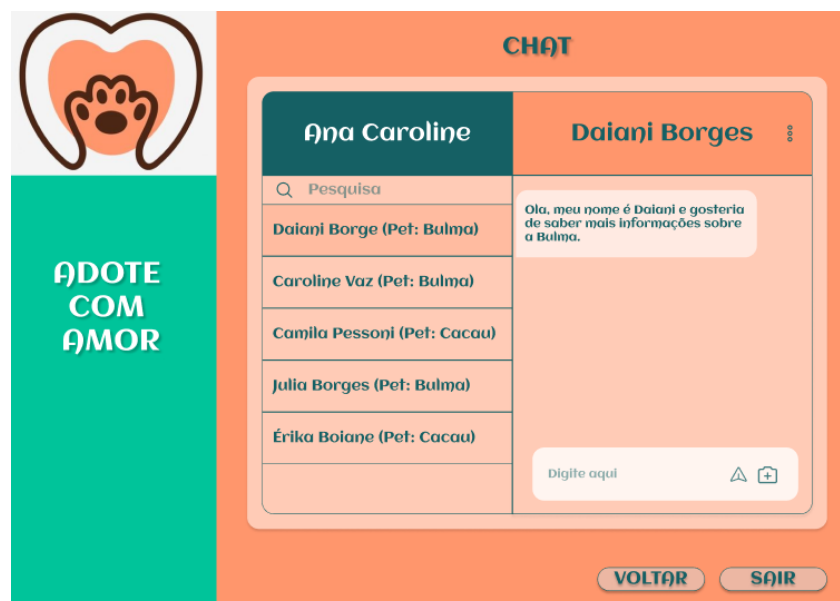 CHAT
ADOTE
COM
AMOR
Ana Caroline
Pesquisa
Daiani Borge (Pet: Bulma)
Caroline Vaz (Pet: Bulma)
Camila Pessoni (Pet: Cacau)
Julia Borges (Pet: Bulma)
Érika Boiane (Pet: Cacau)
Daiani Borges
Ola, meu nome é Daiani e gosteria
de saber mais informações sobre
a Bulma.
Digite aqui
VOLTAR
SAIR